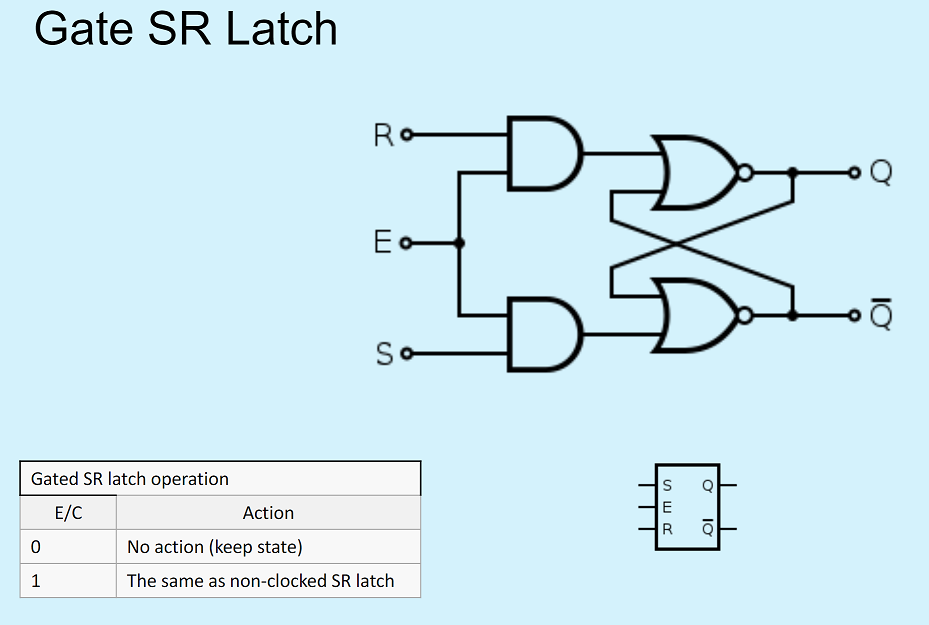 Gate SR Latch
R
Q
E
Q̅
S
Gated SR latch operation
E/C Action
0 No action (keep state)
1 The same as non-clocked SR latch
S Q
E
R Q̅